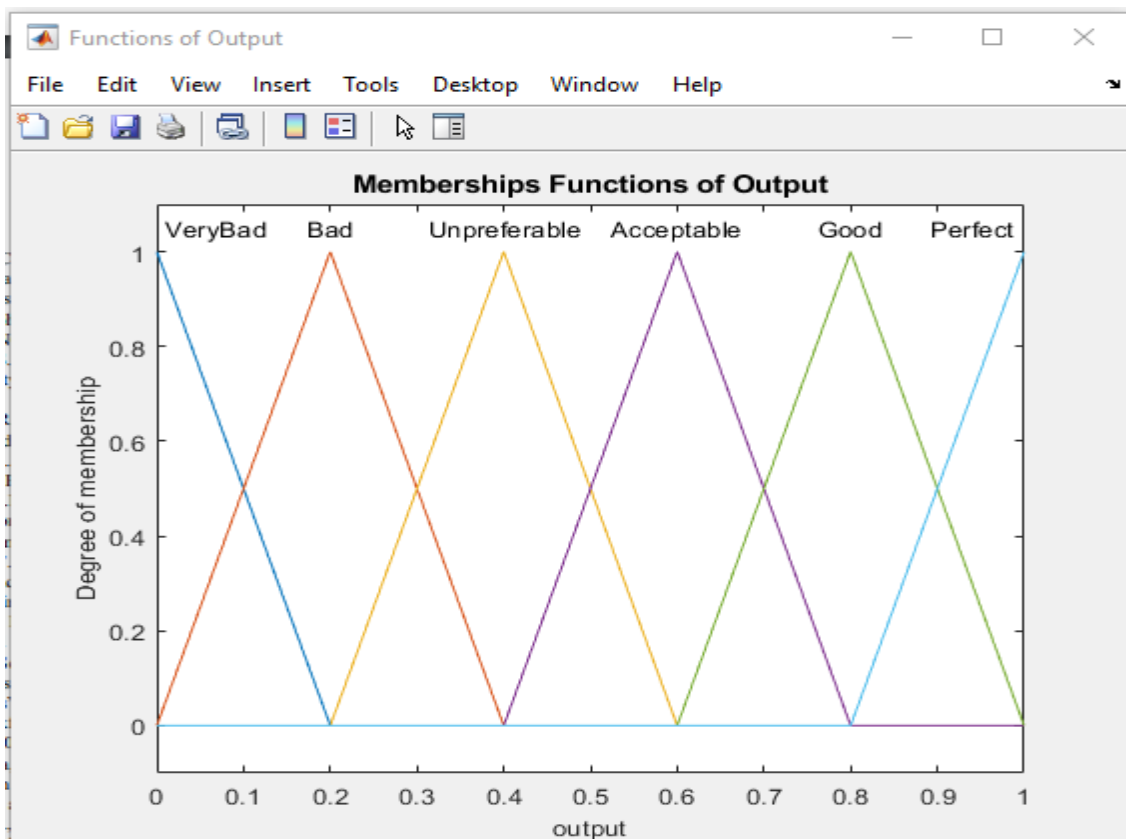 Functions of Output
File Edit View Insert Tools Desktop Window Help
Memberships Functions of Output
VeryBad Bad Unpreferable Acceptable Good Perfect
1
0.8
0.6
0.4
0.2
0
Degree of membership
0 0.1 0.2 0.3 0.4 0.5 0.6 0.7 0.8 0.9 1
output